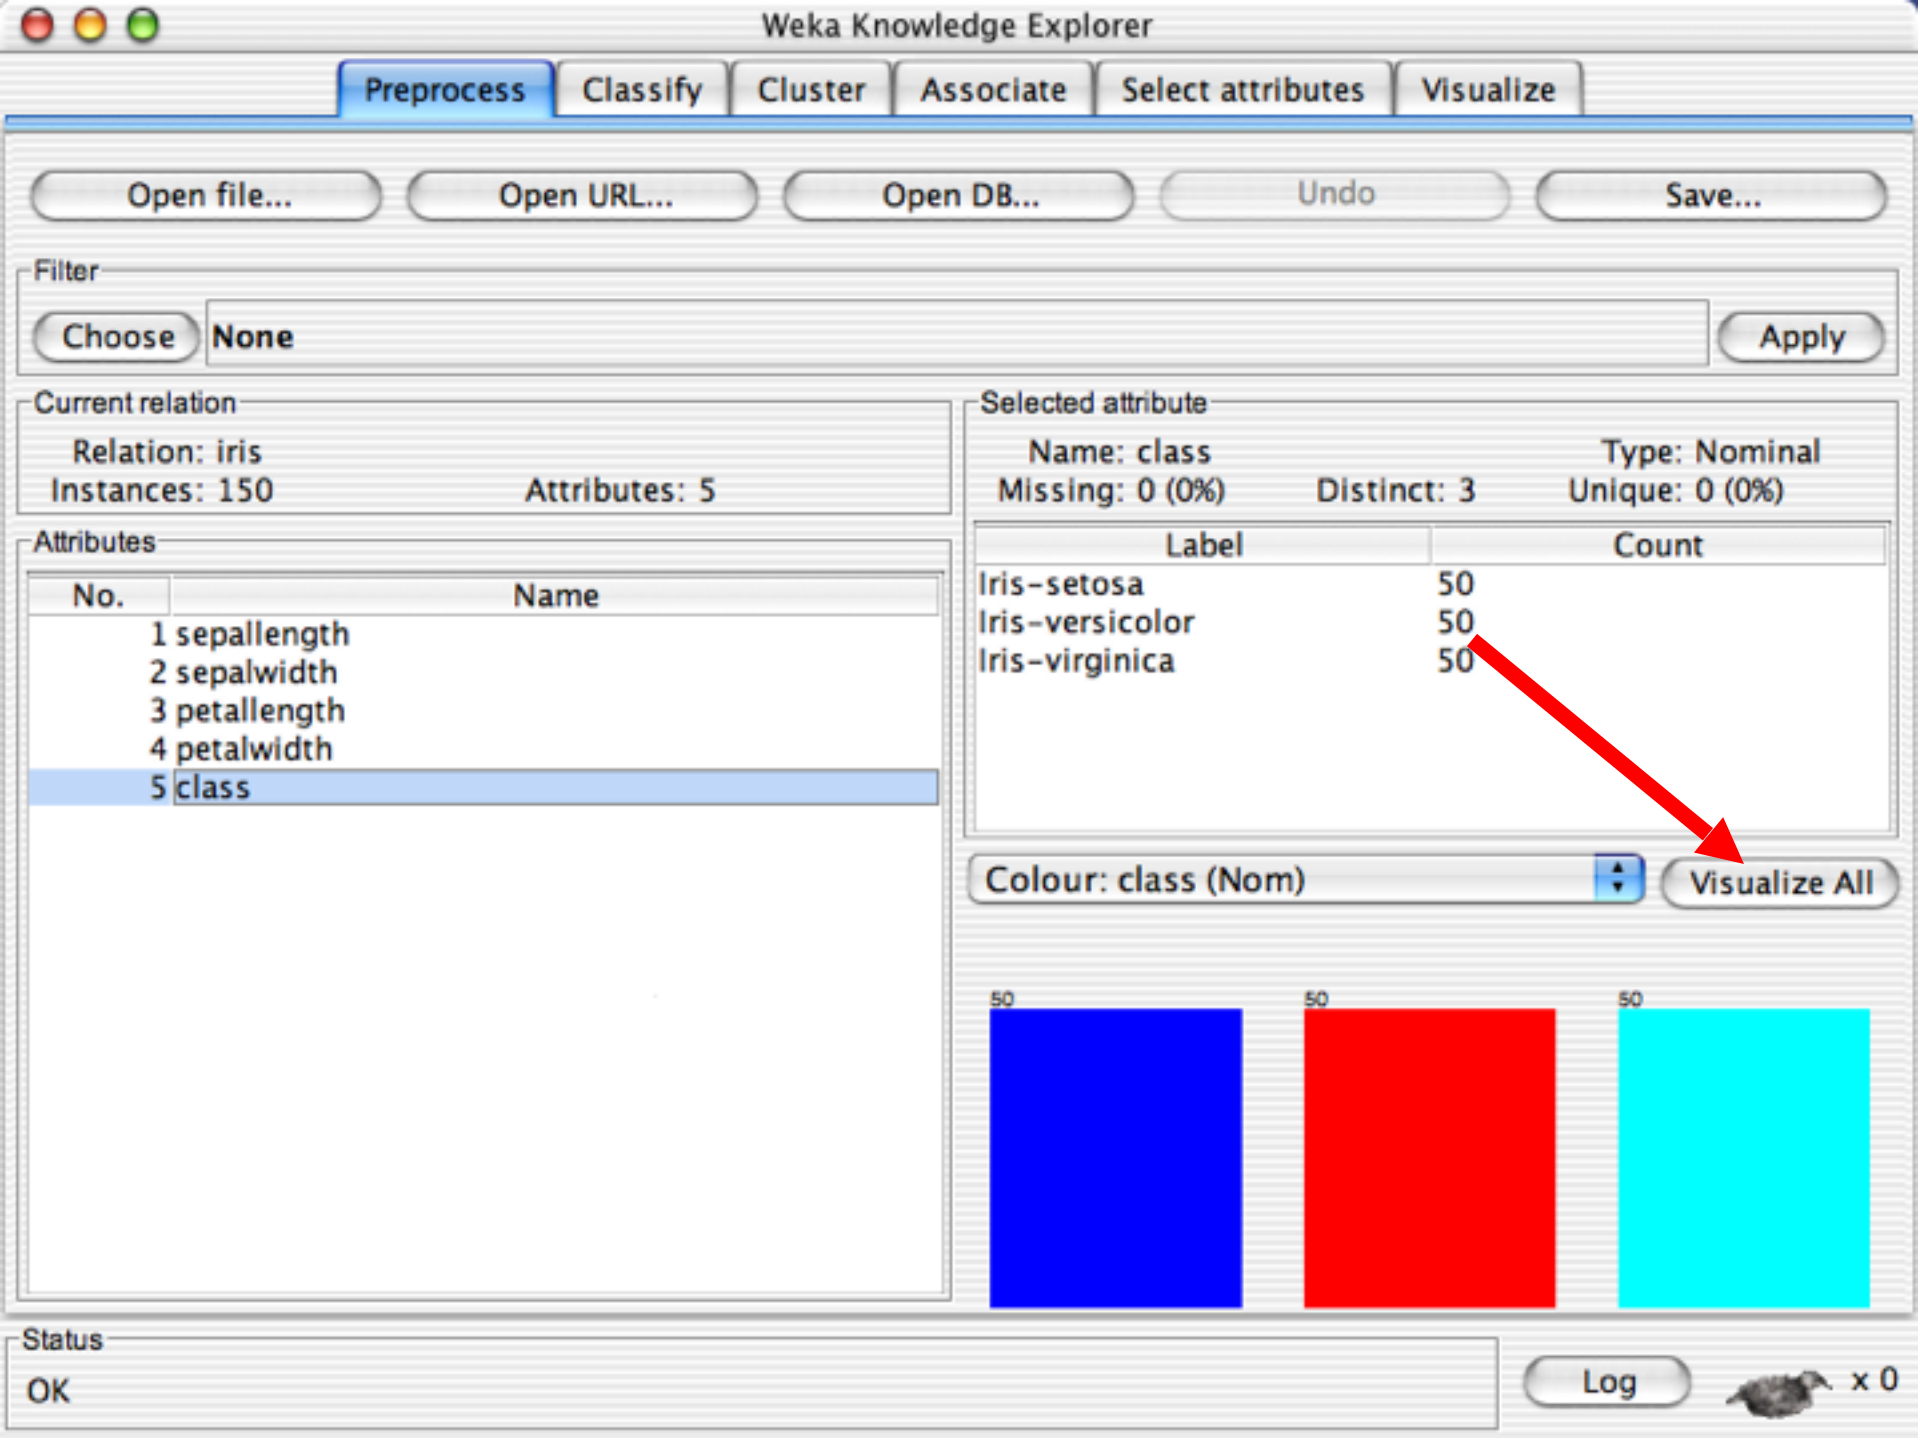 Weka Knowledge Explorer
Preprocess Classify Cluster Associate Select attributes Visualize
Open file... Open URL... Open DB... Undo Save...
Filter
Choose None Apply
Current relation
Relation: iris
Instances: 150 Attributes: 5
Attributes
No. Name
1 sepallength
2 sepalwidth
3 petallength
4 petalwidth
5 class
Selected attribute
Name: class Type: Nominal
Missing: 0 (0%) Distinct: 3 Unique: 0 (0%)
Label Count
Iris-setosa 50
Iris-versicolor 50
Iris-virginica 50
Colour: class (Nom) Visualize All
50 50 50
Status
OK
Log x 0